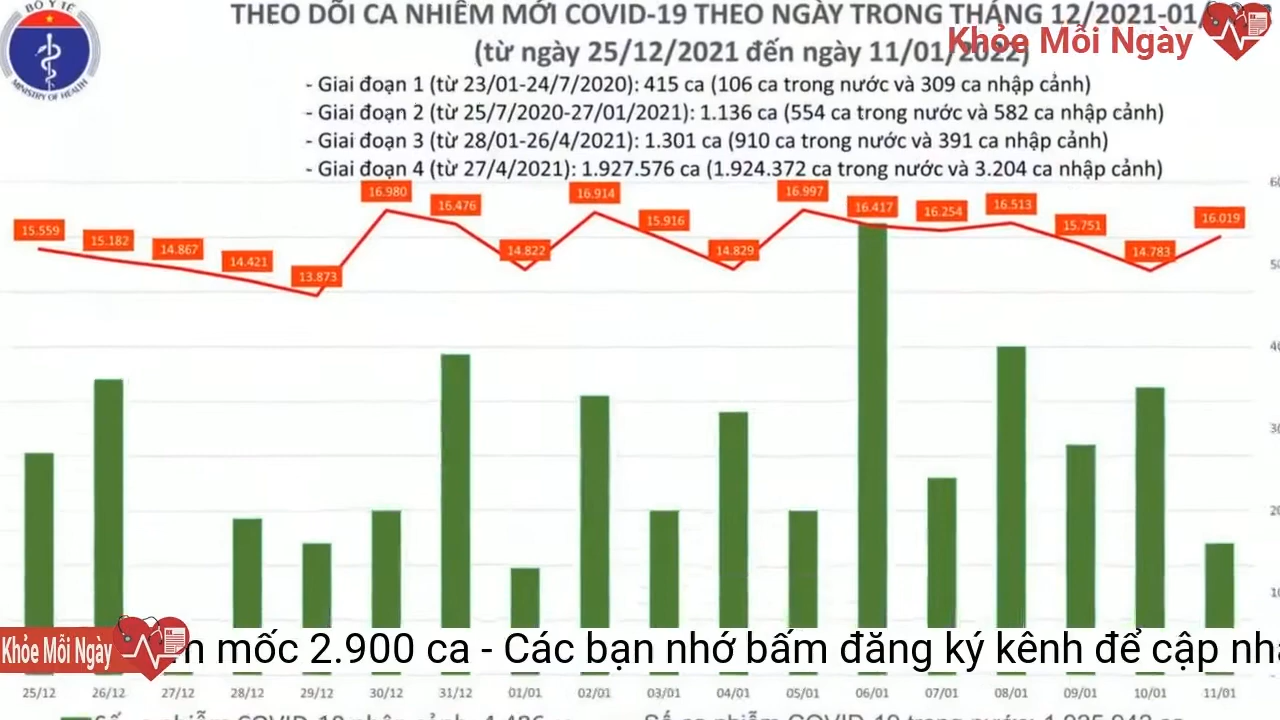 BỘ Y TẾ
MINISTRY OF HEALTH
THEO DÕI CA NHIỄM MỚI COVID-19 THEO NGÀY TRONG THÁNG 12/2021-01/
(từ ngày 25/12/2021 đến ngày 11/01/2022)
Khỏe Mỗi Ngày
- Giai đoạn 1 (từ 23/01-24/7/2020): 415 ca (106 ca trong nước và 309 ca nhập cảnh)
- Giai đoạn 2 (từ 25/7/2020-27/01/2021): 1.136 ca (554 ca trong nước và 582 ca nhập cảnh)
- Giai đoạn 3 (từ 28/01-26/4/2021): 1.301 ca (910 ca trong nước và 391 ca nhập cảnh)
- Giai đoạn 4 (từ 27/4/2021): 1.927.576 ca (1.924.372 ca trong nước và 3.204 ca nhập cảnh)
15.559 15.182 14.867 14.421 13.873 16.980 16.476 14.822 16.914 15.916 14.829 16.997 16.417 16.254 16.513 15.751 14.783 16.019
Khỏe Mỗi Ngày
mốc 2.900 ca - Các bạn nhớ bấm đăng ký kênh để cập
25/12 26/12 27/12 28/12 29/12 30/12 31/12 01/01 02/01 03/01 04/01 05/01 06/01 07/01 08/01 09/01 10/01 11/01